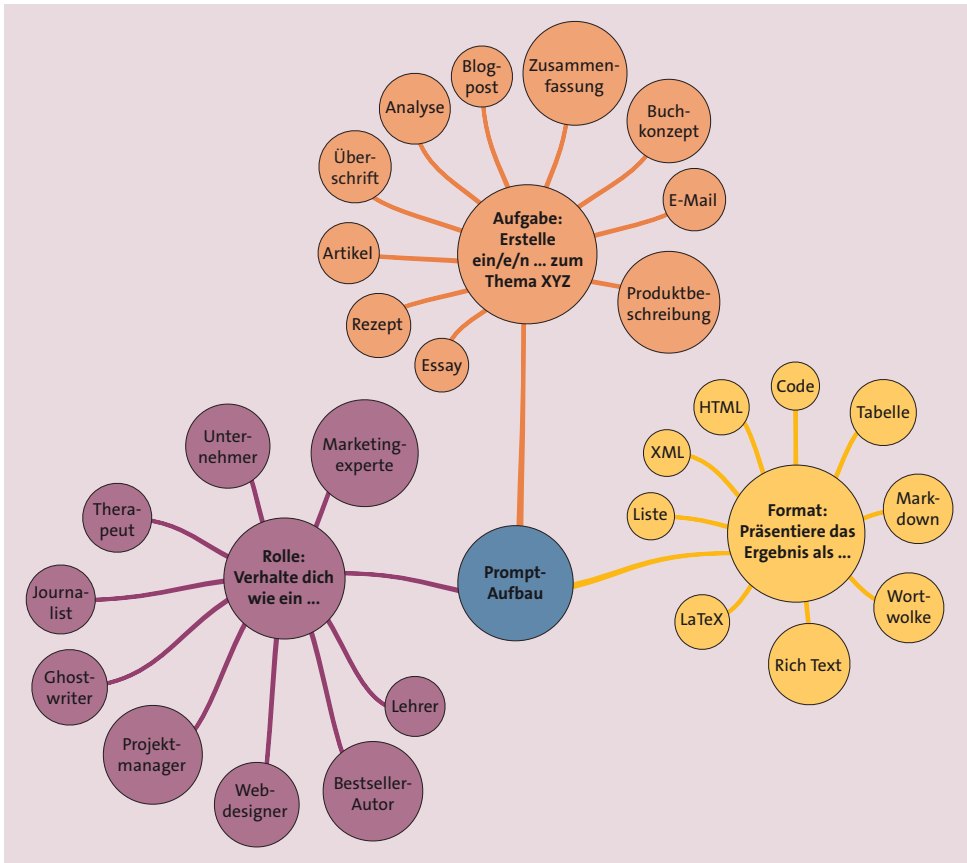 Blog-
post
Zusammen-
fassung
Analyse
Buch-
konzept
Über-
schrift
E-Mail
Aufgabe:
Erstelle
ein/e/n ... zum
Thema XYZ
Artikel
Produktbe-
schreibung
Rezept
Essay
Code
HTML
Tabelle
XML
Mark-
down
Liste
Format:
Präsentiere das
Ergebnis als ...
Wort-
wolke
LaTeX
Rich Text
Prompt-
Aufbau
Unter-
nehmer
Marketing-
experte
Thera-
peut
Rolle:
Verhalte dich
wie ein ...
Journa-
list
Ghost-
writer
Lehrer
Projekt-
manager
Web-
designer
Bestseller-
Autor